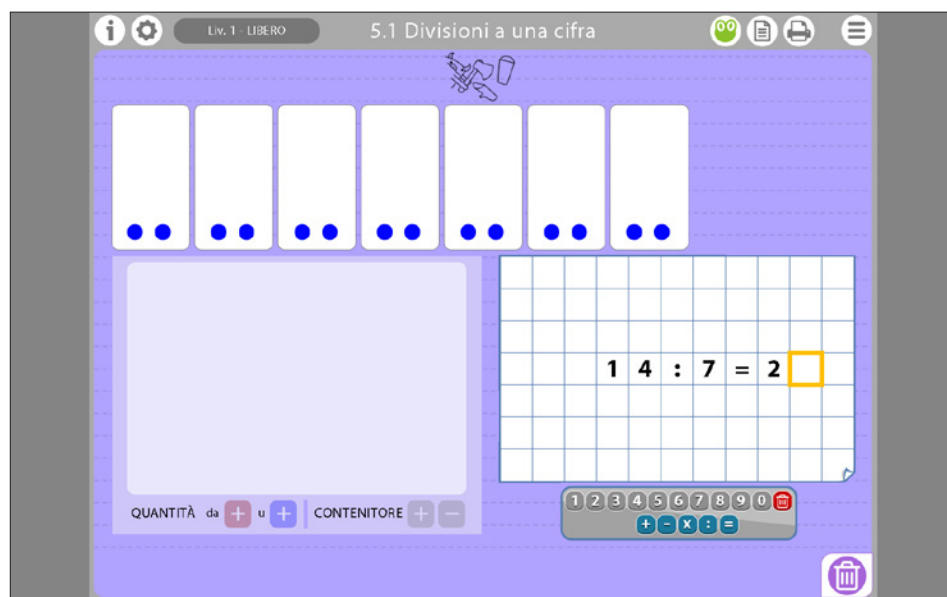 i Liv. 1 - LIBERO 5.1 Divisioni a una cifra
14 : 7 = 2
QUANTITÀ da + u + CONTENITORE + -
1 2 3 4 5 6 7 8 9 0
+ - x : =